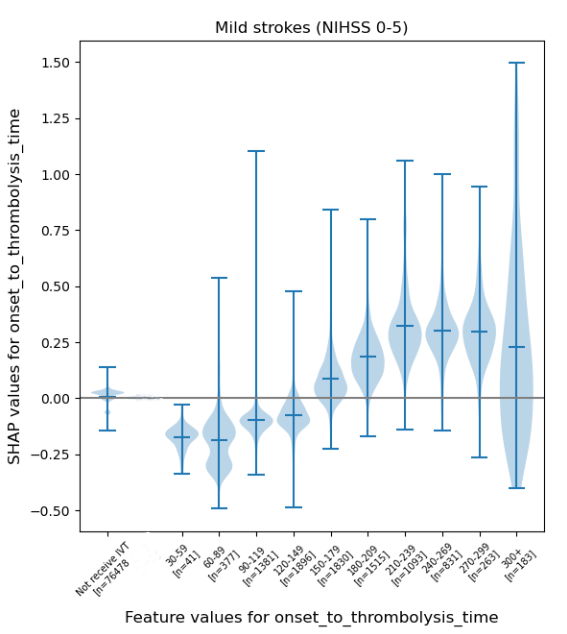 Mild strokes (NIHSS 0-5)
SHAP values for onset_to_thrombolysis_time
1.50
1.25
1.00
0.75
0.50
0.25
0.00
−0.25
−0.50
Not receive IVT
[n=76478
30-59
[n=41]
60-89
[n=377]
90-119
[n=1381]
120-149
[n=1896]
150-179
[n=1830]
180-209
[n=1515]
210-239
[n=1093]
240-269
[n=831]
270-299
[n=263]
300+
[n=183]
Feature values for onset_to_thrombolysis_time